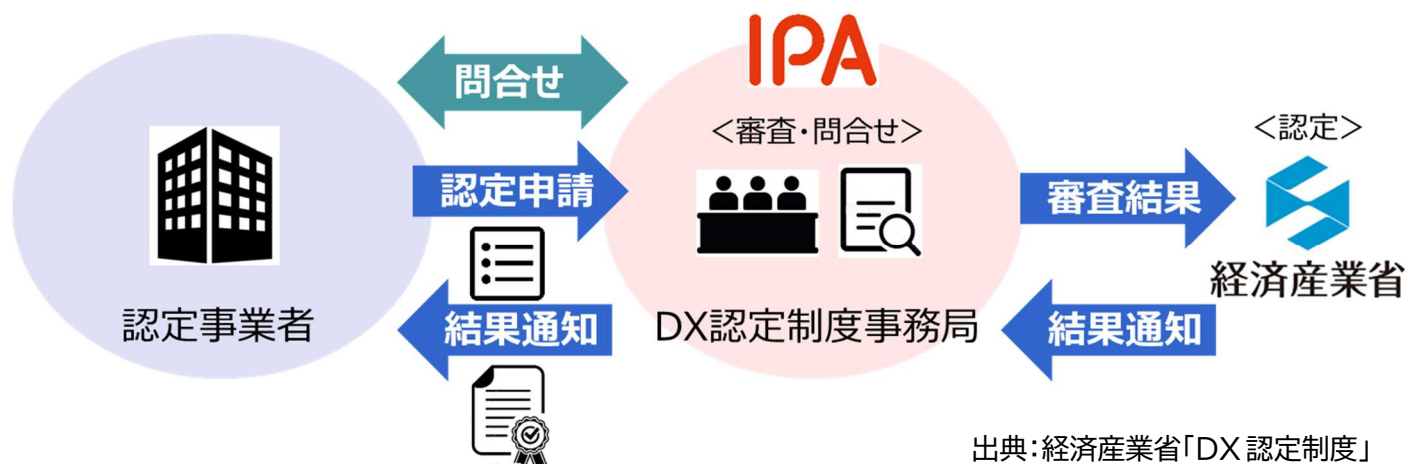 IPA
問合せ
<審査・問合せ>
<認定>
認定申請
審査結果
経済産業省
認定事業者
結果通知
DX認定制度事務局
結果通知
出典:経済産業省「DX認定制度」